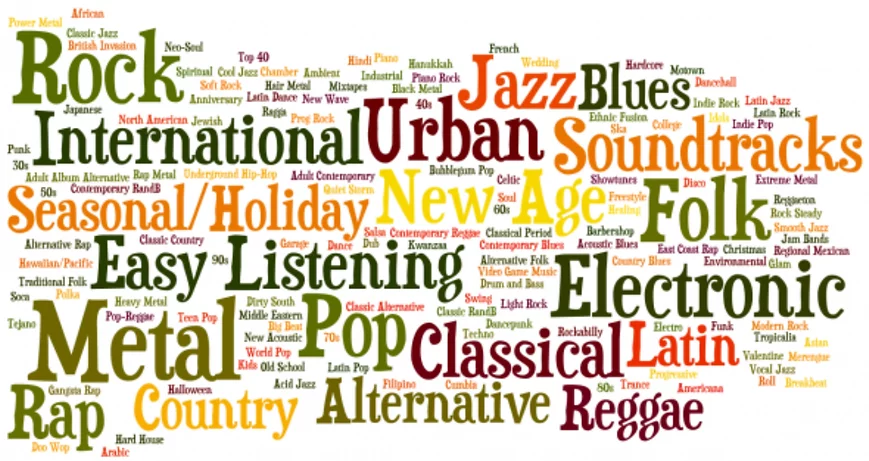 African
Power Metal
Classic Jazz
British Invasion
Rock
Neo-Soul
Top 40
Spiritual
Cool Jazz
Chamber
Ambient
Soft Rock
Hair Metal
Mixtapes
Anniversary
Latin Dance
New Wave
Hindi
Piano
Hanukkah
Industrial
Piano Rock
Black Metal
French
Wedding
Jazz
Blues
Hardcore
Motown
Dancehall
Indie Rock
Latin Jazz
Latin Rock
Japanese
North American
Jewish
Ragga
Prog Rock
40s
Ethnic Fusion
Ska
College
Idols
Indie Pop
Punk
30s
International
Urban
Soundtracks
Adult Album Alternative
Rap Metal
Underground Hip-Hop
Adult Contemporary
Bubblegum Pop
Celtic
Showtunes
Disco
Extreme Metal
50s
Contemporary RandB
Quiet Storm
Soul
60s
Freestyle
Healing
Reggaeton
Rock Steady
Seasonal/Holiday
New Age
Folk
Smooth Jazz
Jam Bands
Salsa
Contemporary Reggae
Classical Period
Barbershop
Alternative Rap
Classic Country
Garage
Dance
Dub
Kwanzaa
Contemporary Blues
Acoustic Blues
East Coast Rap
Christmas
Regional Mexican
Hawaiian/Pacific
Easy Listening
90s
Alternative Folk
Country Blues
Environmental
Glam
Video Game Music
Drum and Bass
Traditional Folk
Electronic
Soca
Polka
Heavy Metal
Dirty South
Classic Alternative
Swing
Light Rock
Tejano
Metal
Pop-Reggae
Teen Pop
Middle Eastern
Pop
Classic RandB
Dancepunk
Big Beat
New Acoustic
70s
Techno
Rockabilly
Electro
Funk
Modern Rock
Tropicalia
Asian
World Pop
Classical
Latin
Valentine
Merengue
Kids
Old School
Latin Pop
Progressive
Vocal Jazz
Gangsta Rap
Halloween
Acid Jazz
Filipino
Cumbia
80s
Trance
Americana
Roll
Breakbeat
Rap
Country
Alternative
Reggae
Hard House
Doo Wop
Arabic